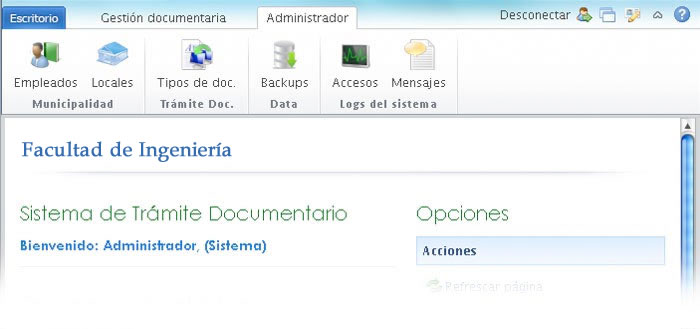 Escritorio Gestión documentaria Administrador Desconectar
Empleados Locales Tipos de doc. Backups Accesos Mensajes
Municipalidad Trámite Doc. Data Logs del sistema
Facultad de Ingeniería
Sistema de Trámite Documentario
Bienvenido: Administrador, (Sistema)
Opciones
Acciones
Refrescar página